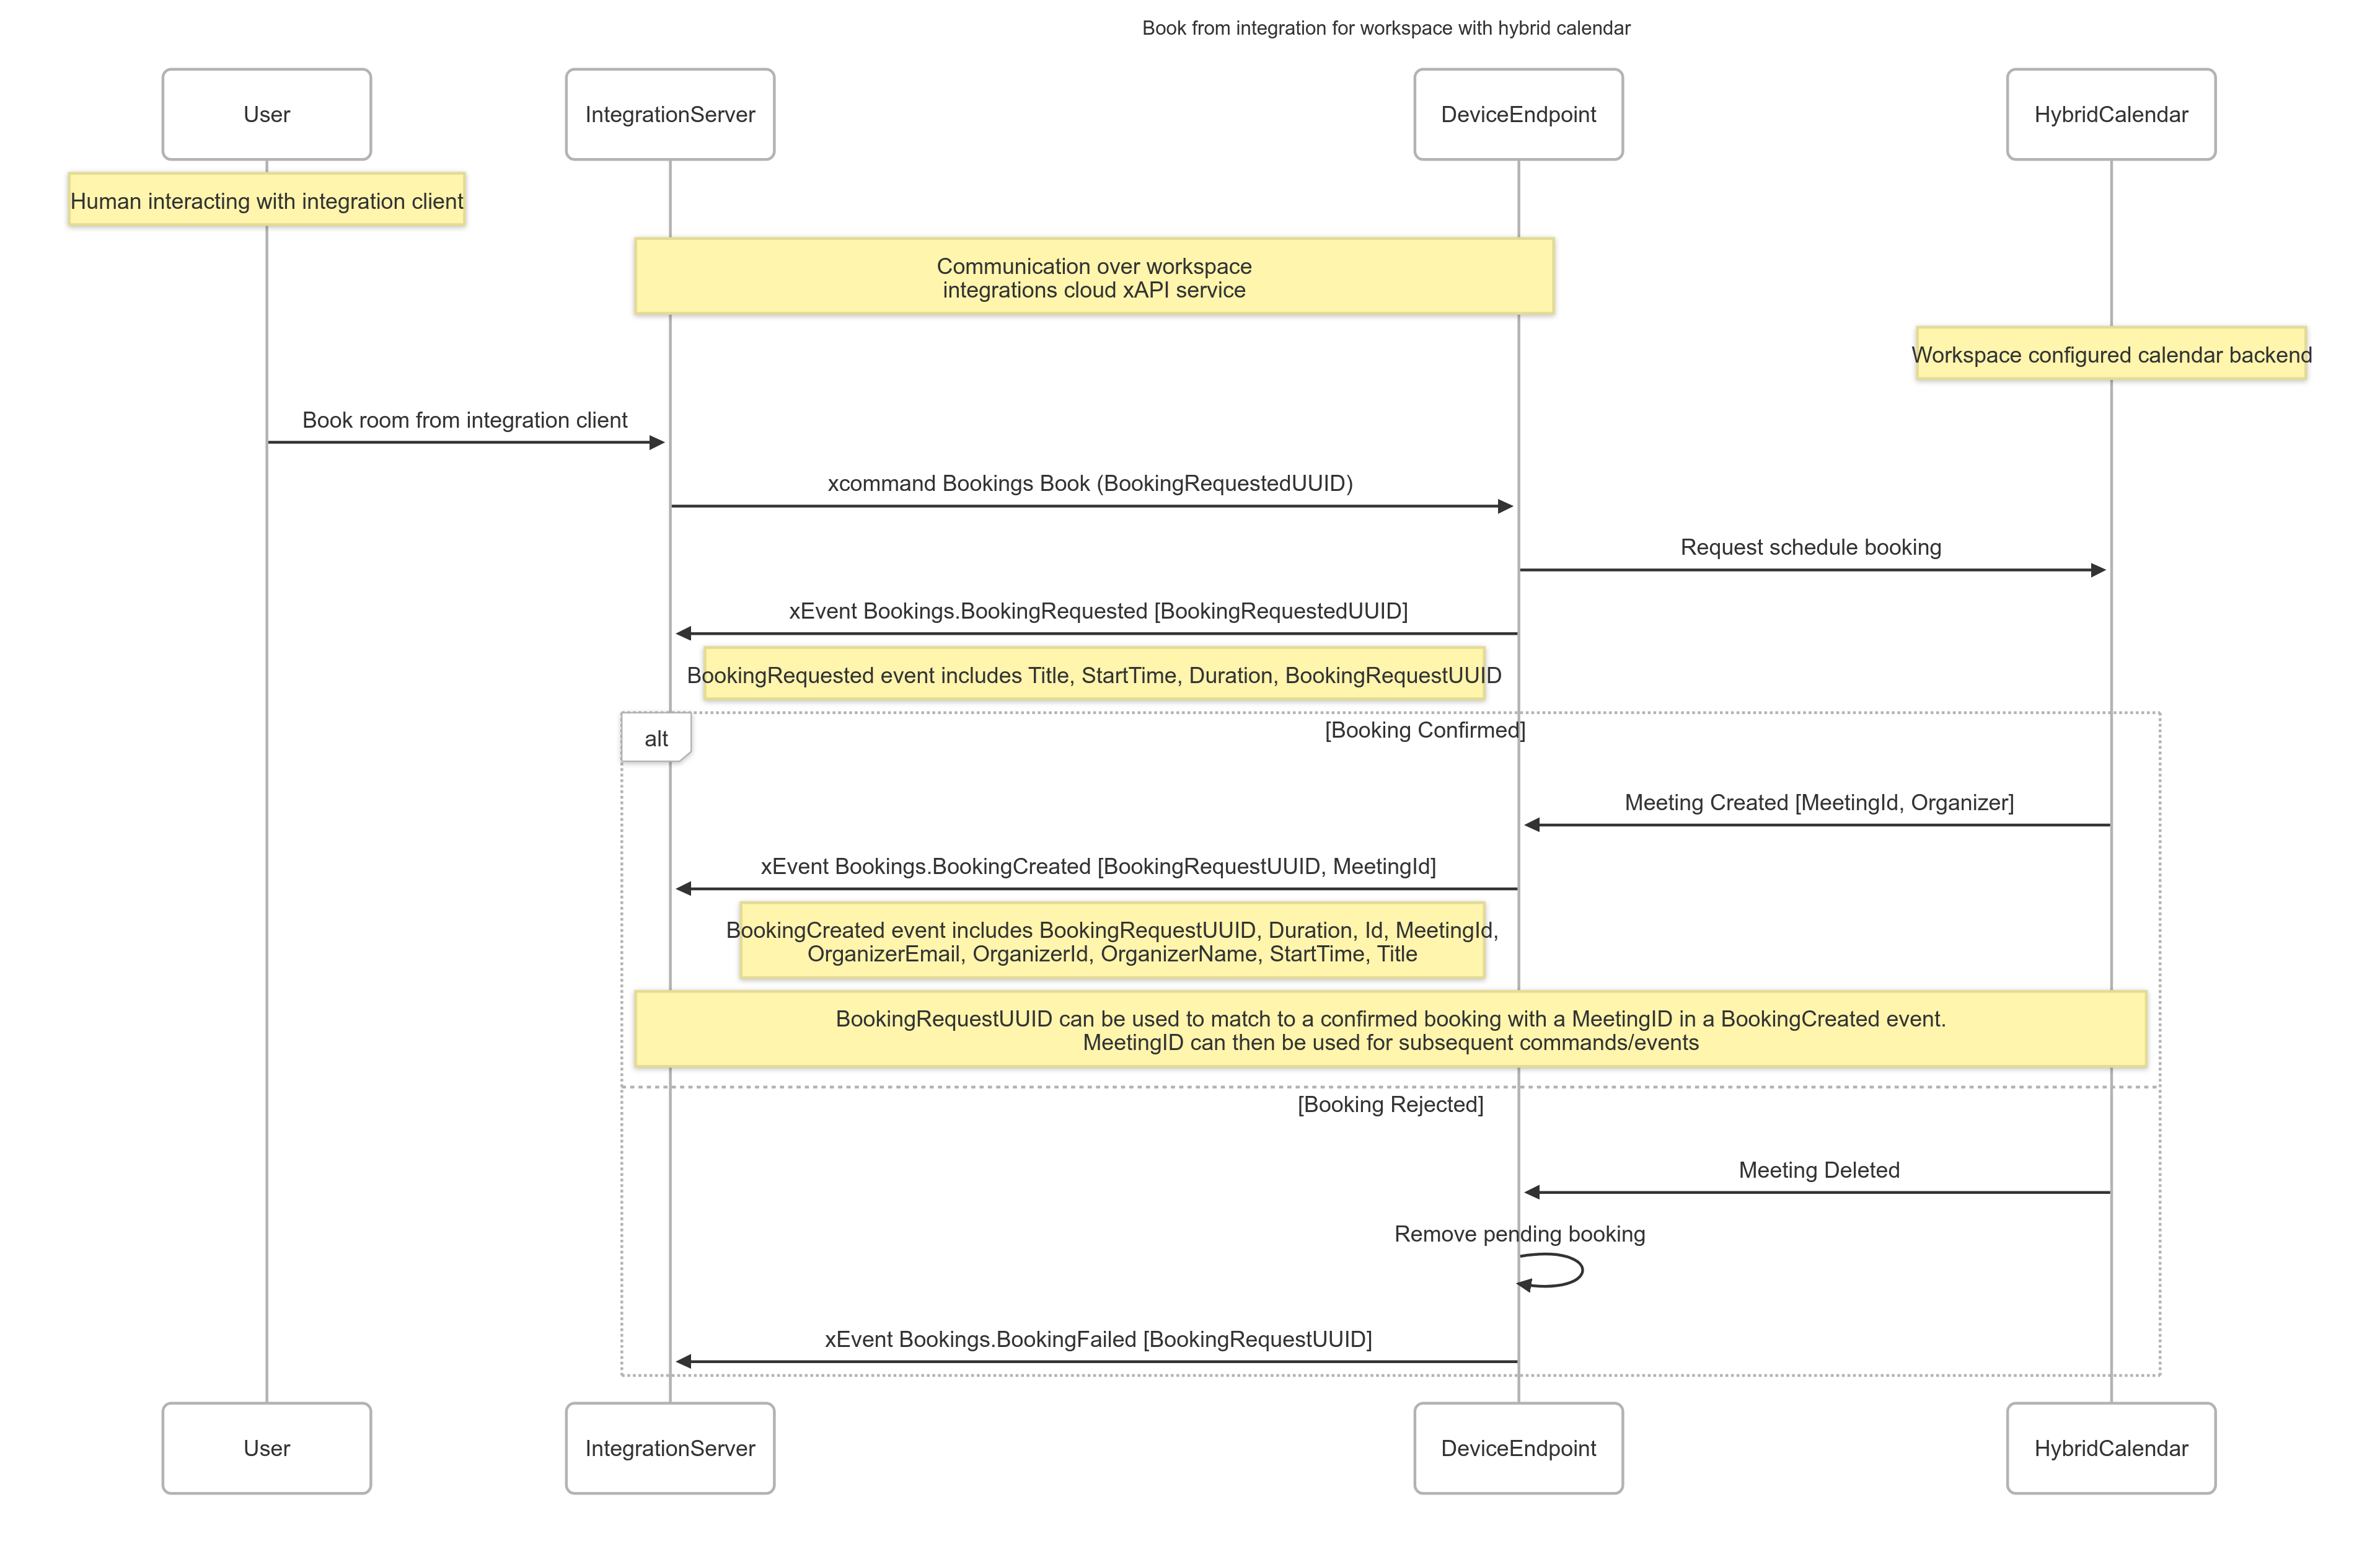 Book from integration for workspace with hybrid calendar
User
IntegrationServer
DeviceEndpoint
HybridCalendar
Human interacting with integration client
Communication over workspace
integrations cloud xAPI service
Workspace configured calendar backend
Book room from integration client
xcommand Bookings Book (BookingRequestedUUID)
Request schedule booking
xEvent Bookings.BookingRequested [BookingRequestedUUID]
BookingRequested event includes Title, StartTime, Duration, BookingRequestUUID
alt
[Booking Confirmed]
Meeting Created [MeetingId, Organizer]
xEvent Bookings.BookingCreated [BookingRequestUUID, MeetingId]
BookingCreated event includes BookingRequestUUID, Duration, Id, MeetingId,
OrganizerEmail, OrganizerId, OrganizerName, StartTime, Title
BookingRequestUUID can be used to match to a confirmed booking with a MeetingID in a BookingCreated event.
MeetingID can then be used for subsequent commands/events
[Booking Rejected]
Meeting Deleted
Remove pending booking
xEvent Bookings.BookingFailed [BookingRequestUUID]
User
IntegrationServer
DeviceEndpoint
HybridCalendar